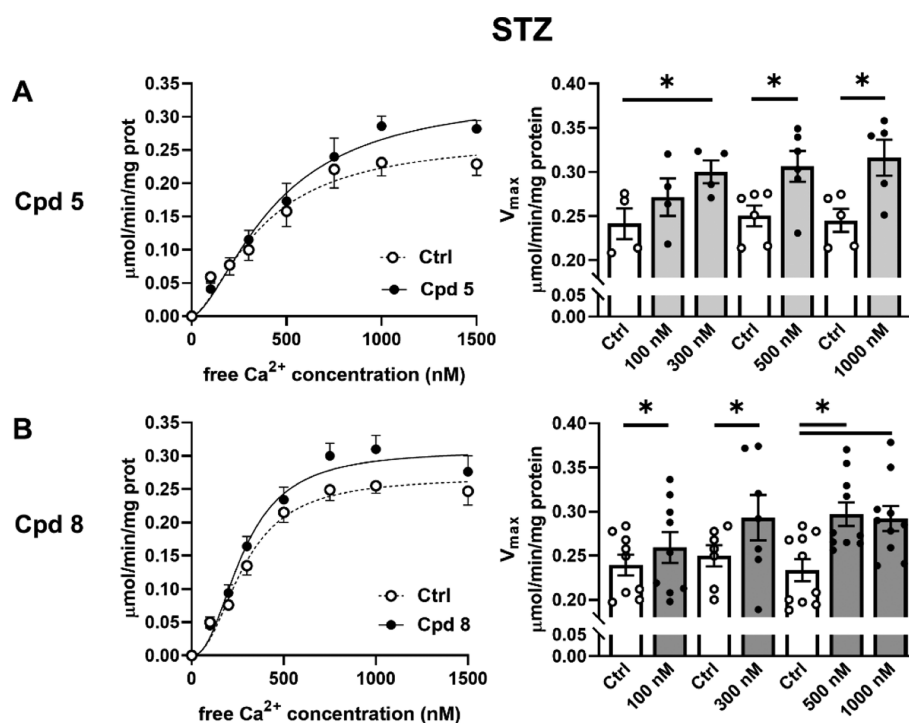 STZ
A
Cpd 5
μmol/min/mg prot
0.35
0.30
0.25
0.20
0.15
0.10
0.05
0.00
Ctrl
Cpd 5
0 500 1000 1500
free Ca²⁺ concentration (nM)
Vmax
μmol/min/mg protein
0.40
0.35
0.30
0.25
0.20
0.05
0.00
* * *
Ctrl 100 nM 300 nM Ctrl 500 nM Ctrl 1000 nM
B
Cpd 8
μmol/min/mg prot
0.35
0.30
0.25
0.20
0.15
0.10
0.05
0.00
Ctrl
Cpd 8
0 500 1000 1500
free Ca²⁺ concentration (nM)
Vmax
μmol/min/mg protein
0.40
0.35
0.30
0.25
0.20
0.05
0.00
* * *
Ctrl 100 nM Ctrl 300 nM Ctrl 500 nM 1000 nM